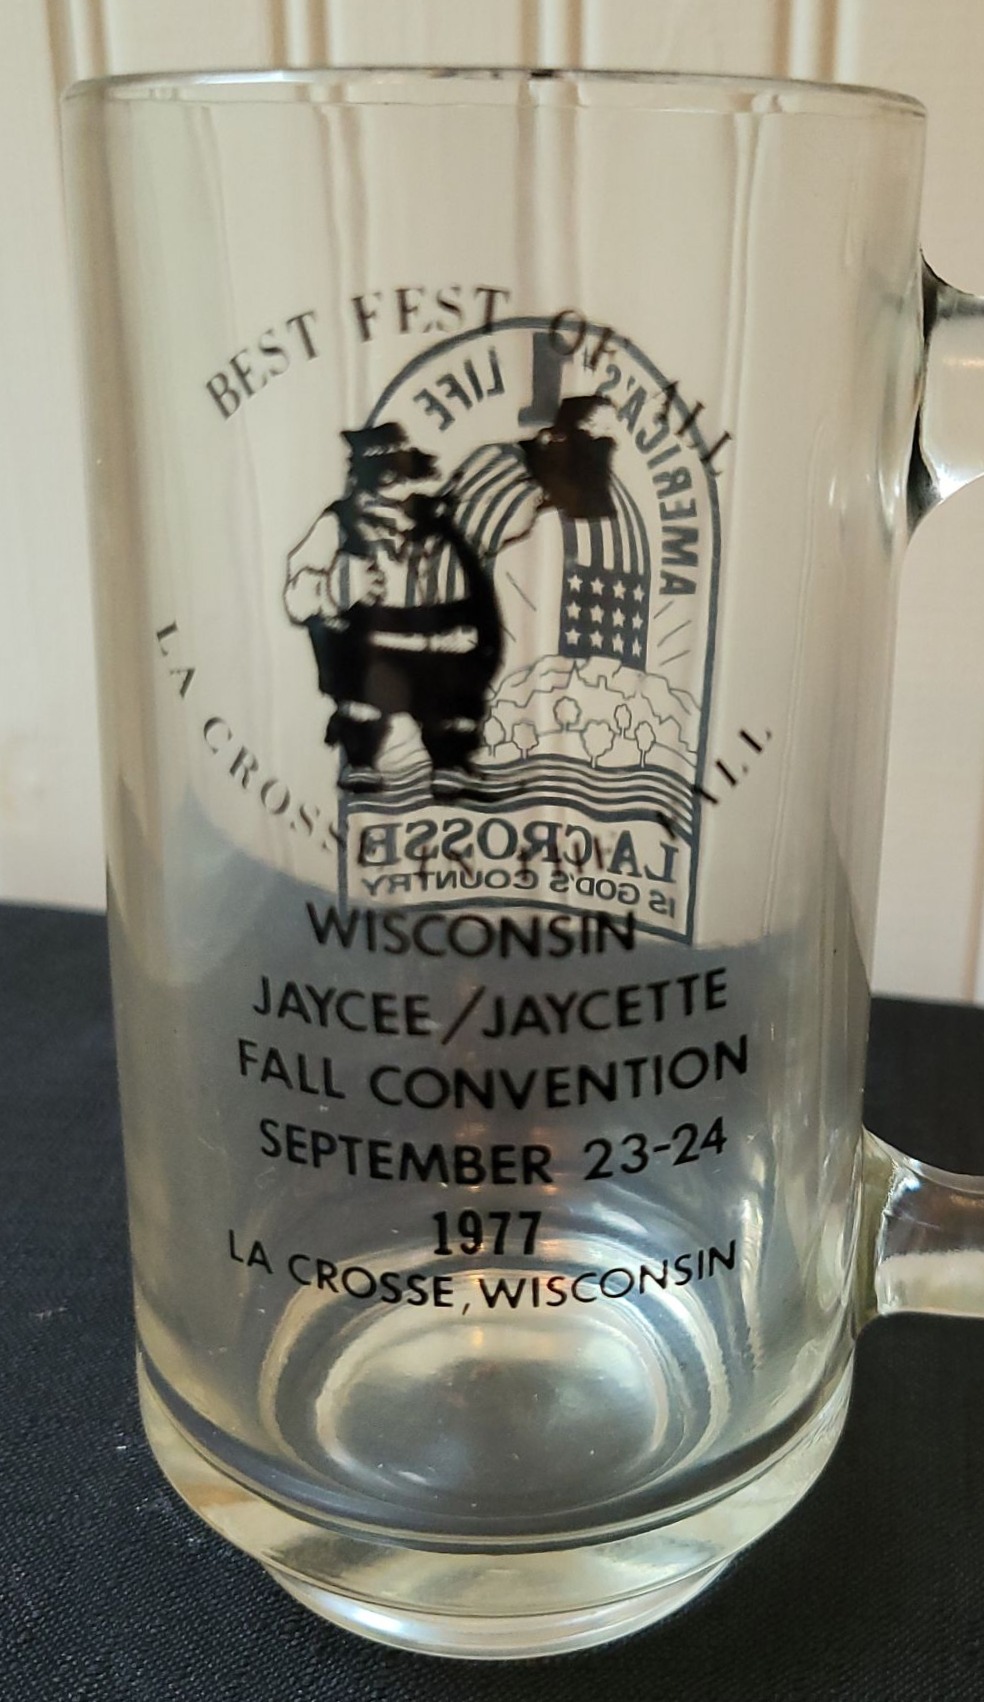 BEST FEST OF ALL
LA CROSSE
WISCONSIN
JAYCEE/JAYCETTE
FALL CONVENTION
SEPTEMBER 23-24
1977
LA CROSSE, WISCONSIN
AMERICA'S 1 LIFE
LA CROSSE
IS GOD'S COUNTRY